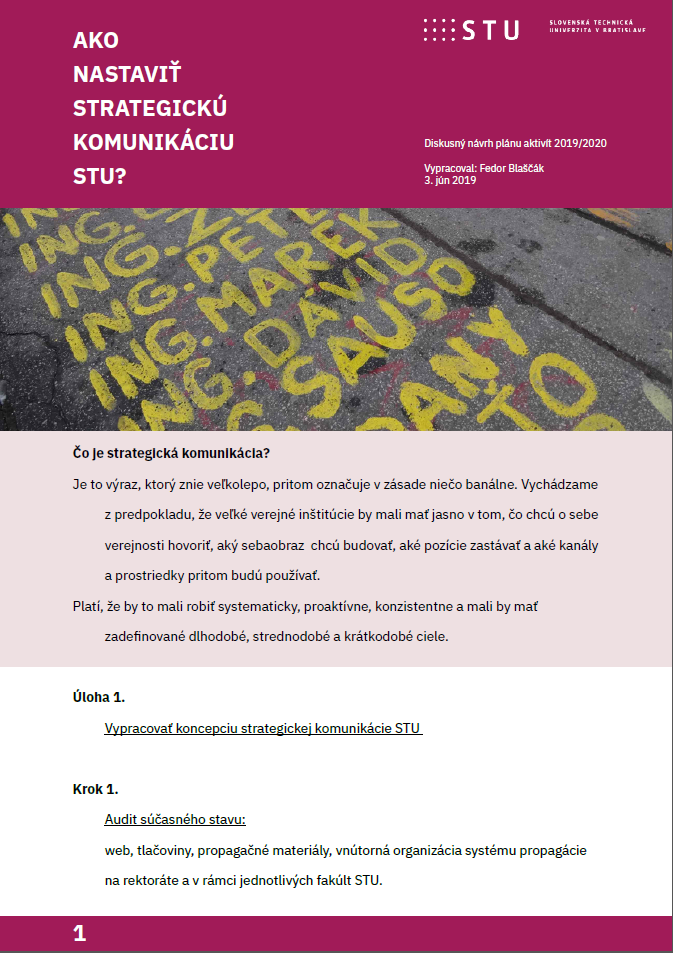 AKO
NASTAVIŤ
STRATEGICKÚ
KOMUNIKÁCIU
STU?
STU
SLOVENSKÁ TECHNICKÁ
UNIVERZITA V BRATISLAVE
Diskusný návrh plánu aktivít 2019/2020
Vypracoval: Fedor Blaščák
3. jún 2019
ING.
ING.
ING. PETE
ING. MAREK
ING. DÁVID
SAUSO
DANY
TO
Čo je strategická komunikácia?
Je to výraz, ktorý znie veľkolepo, pritom označuje v zásade niečo banálne. Vychádzame
z predpokladu, že veľké verejné inštitúcie by mali mať jasno v tom, čo chcú o sebe
verejnosti hovoriť, aký sebaobraz chcú budovať, aké pozície zastávať a aké kanály
a prostriedky pritom budú používať.
Platí, že by to mali robiť systematicky, proaktívne, konzistentne a mali by mať
zadefinované dlhodobé, strednodobé a krátkodobé ciele.
Úloha 1.
Vypracovať koncepciu strategickej komunikácie STU
Krok 1.
Audit súčasného stavu:
web, tlačoviny, propagačné materiály, vnútorná organizácia systému propagácie
na rektoráte a v rámci jednotlivých fakúlt STU.
1